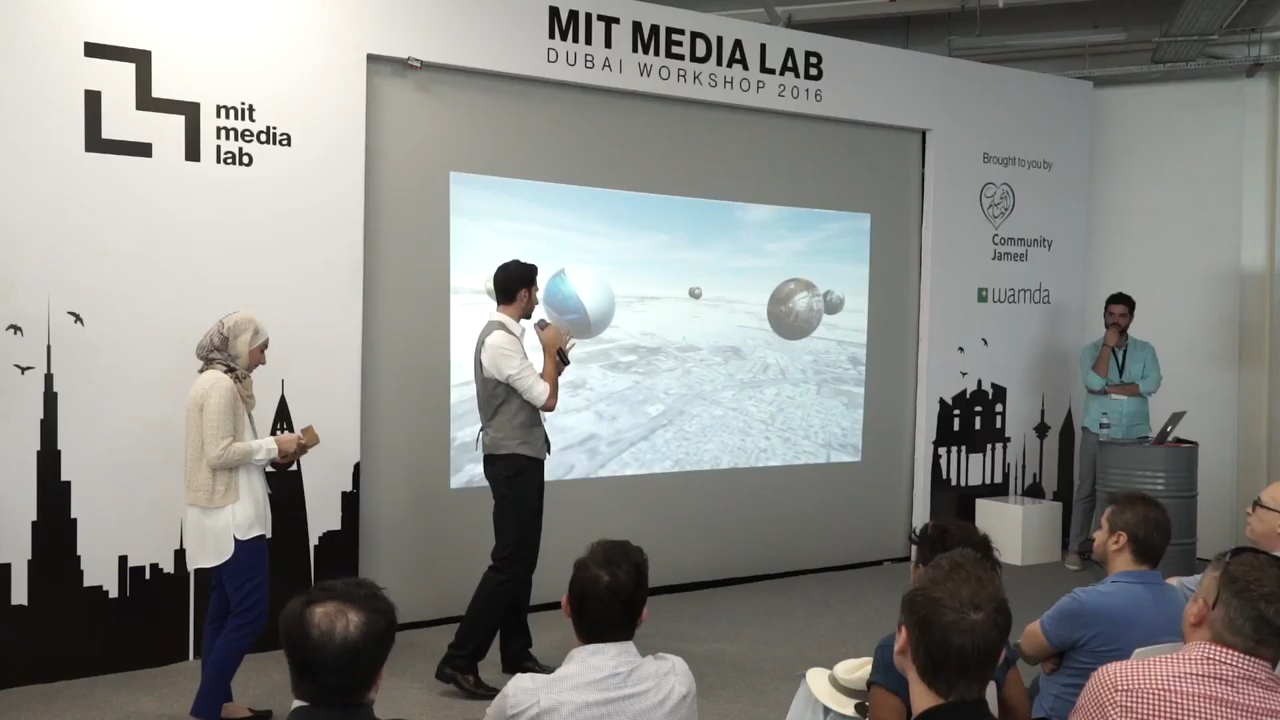 MIT MEDIA LAB
DUBAI WORKSHOP 2016
mit
media
lab
Brought to you by
Community
Jameel
wamda